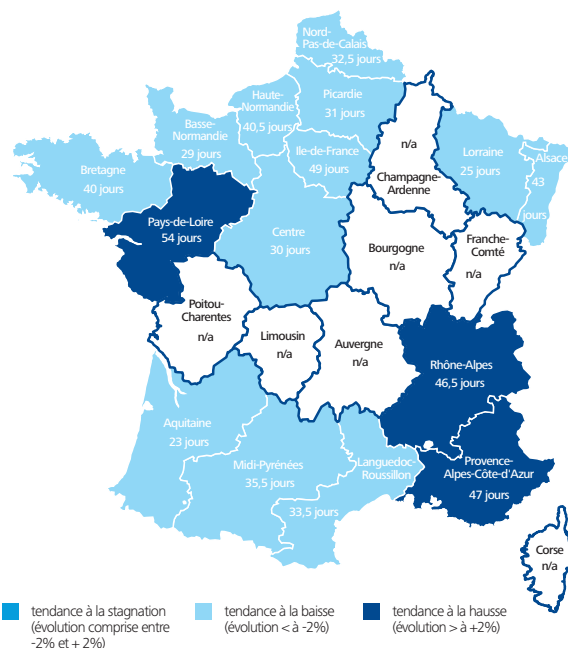 Nord-
Pas-de-Calais
32,5 jours
Haute-
Normandie
40,5 jours
Picardie
31 jours
Basse-
Normandie
29 jours
Ile-de-France
49 jours
n/a
Champagne-
Ardenne
Lorraine
25 jours
Alsace
43
jours
Bretagne
40 jours
Pays-de-Loire
54 jours
Centre
30 jours
Bourgogne
n/a
Franche-
Comté
n/a
Poitou-
Charentes
n/a
Limousin
n/a
Auvergne
n/a
Rhône-Alpes
46,5 jours
Aquitaine
23 jours
Midi-Pyrénées
35,5 jours
Languedoc-
Roussillon
33,5 jours
Provence-
Alpes-Côte-d'Azur
47 jours
Corse
n/a
tendance à la stagnation
(évolution comprise entre
-2% et + 2%)
tendance à la baisse
(évolution < à -2%)
tendance à la hausse
(évolution > à +2%)